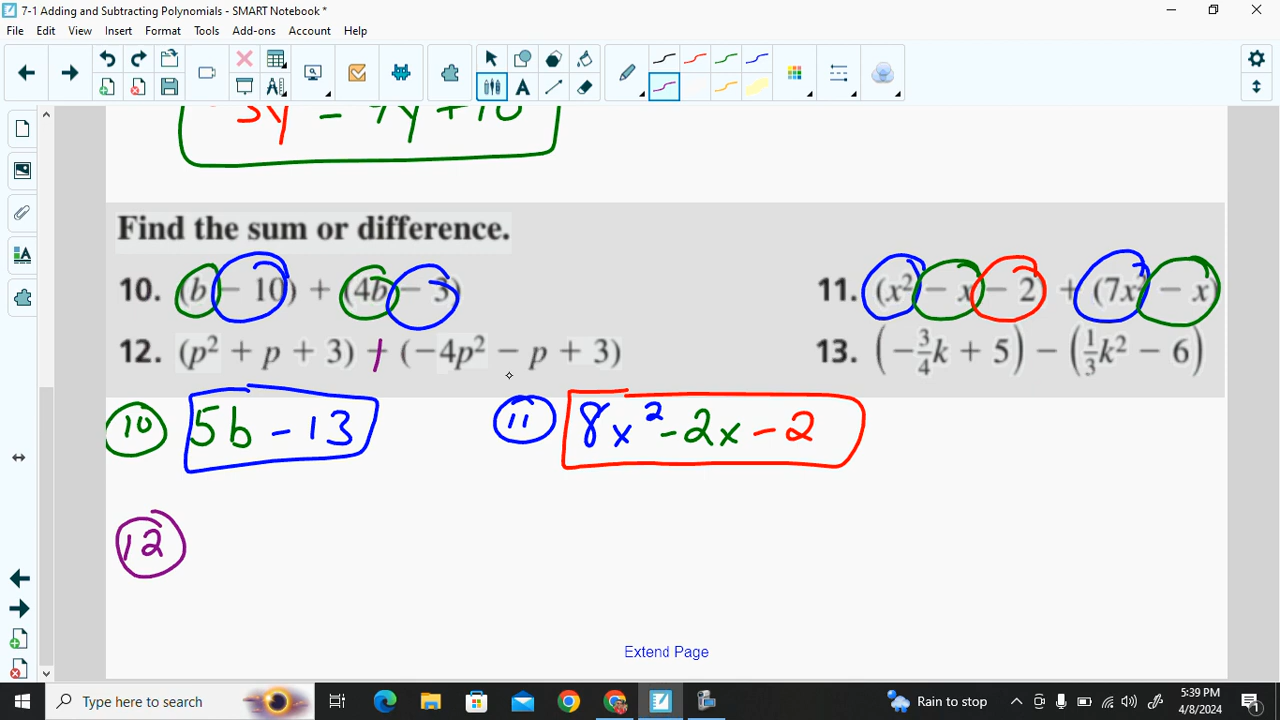 7-1 Adding and Subtracting Polynomials - SMART Notebook *
File Edit View Insert Format Tools Add-ons Account Help
Find the sum or difference.
10. (b − 10) + (4b − 3)
11. (x² − x − 2) + (7x² − x)
12. (p² + p + 3) + (−4p² − p + 3)
13. (−3/4k + 5) − (1/3k² − 6)
10 5b - 13
11 8x² - 2x - 2
12
Extend Page
Type here to search
Rain to stop
5:39 PM
4/8/2024
1